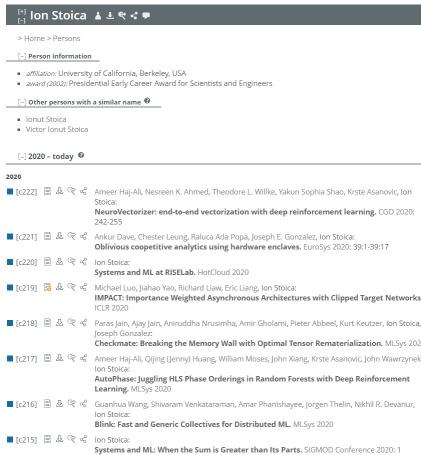 [+]
[-] Ion Stoica
> Home > Persons
[-] Person information
affiliation: University of California, Berkeley, USA
award (2002): Presidential Early Career Award for Scientists and Engineers
[-] Other persons with a similar name ?
Ionut Stoica
Victor Ionut Stoica
[-] 2020 – today ?
2020
[c222] Ameer Haj-Ali, Nesreen K. Ahmed, Theodore L. Willke, Yakun Sophia Shao, Krste Asanovic, Ion
Stoica:
NeuroVectorizer: end-to-end vectorization with deep reinforcement learning. CGO 2020:
242-255
[c221] Ankur Dave, Chester Leung, Raluca Ada Popa, Joseph E. Gonzalez, Ion Stoica:
Oblivious coopetitive analytics using hardware enclaves. EuroSys 2020: 39:1-39:17
[c220] Ion Stoica:
Systems and ML at RISELab. HotCloud 2020
[c219] Michael Luo, Jiahao Yao, Richard Liaw, Eric Liang, Ion Stoica:
IMPACT: Importance Weighted Asynchronous Architectures with Clipped Target Networks
ICLR 2020
[c218] Paras Jain, Ajay Jain, Aniruddha Nrusimha, Amir Gholami, Pieter Abbeel, Kurt Keutzer, Ion Stoica,
Joseph Gonzalez:
Checkmate: Breaking the Memory Wall with Optimal Tensor Rematerialization. MLSys 202
[c217] Ameer Haj-Ali, Qijing (Jenny) Huang, William Moses, John Xiang, Krste Asanovic, John Wawrzynek
Ion Stoica:
AutoPhase: Juggling HLS Phase Orderings in Random Forests with Deep Reinforcement
Learning. MLSys 2020
[c216] Guanhua Wang, Shivaram Venkataraman, Amar Phanishayee, Jorgen Thelin, Nikhil R. Devanur,
Ion Stoica:
Blink: Fast and Generic Collectives for Distributed ML. MLSys 2020
[c215] Ion Stoica:
Systems and ML: When the Sum is Greater than Its Parts. SIGMOD Conference 2020: 1